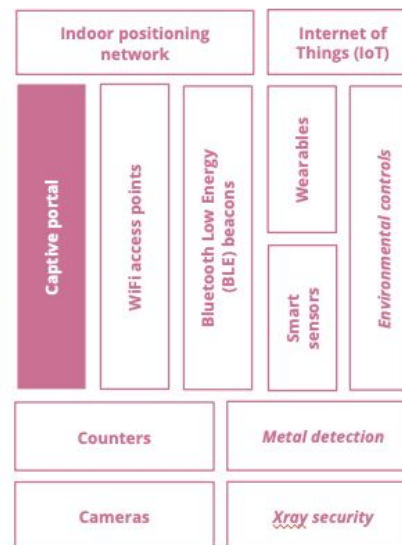 Indoor positioning
network
Internet of
Things (IoT)
Captive portal
WiFi access points
Bluetooth Low Energy
(BLE) beacons
Wearables
Smart
sensors
Environmental controls
Counters
Metal detection
Cameras
Xray security